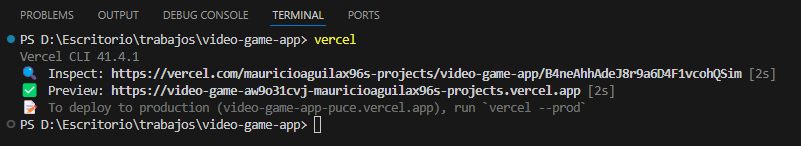 PROBLEMS OUTPUT DEBUG CONSOLE TERMINAL PORTS
PS D:\Escritorio\trabajos\video-game-app> vercel
Vercel CLI 41.4.1
🔍 Inspect: https://vercel.com/mauricioaguilax96s-projects/video-game-app/B4neAhhAdeJ8r9a6D4F1vcohQSim [2s]
✅ Preview: https://video-game-aw9o31cvj-mauricioaguilax96s-projects.vercel.app [2s]
📝 To deploy to production (video-game-app-puce.vercel.app), run `vercel --prod`
PS D:\Escritorio\trabajos\video-game-app>